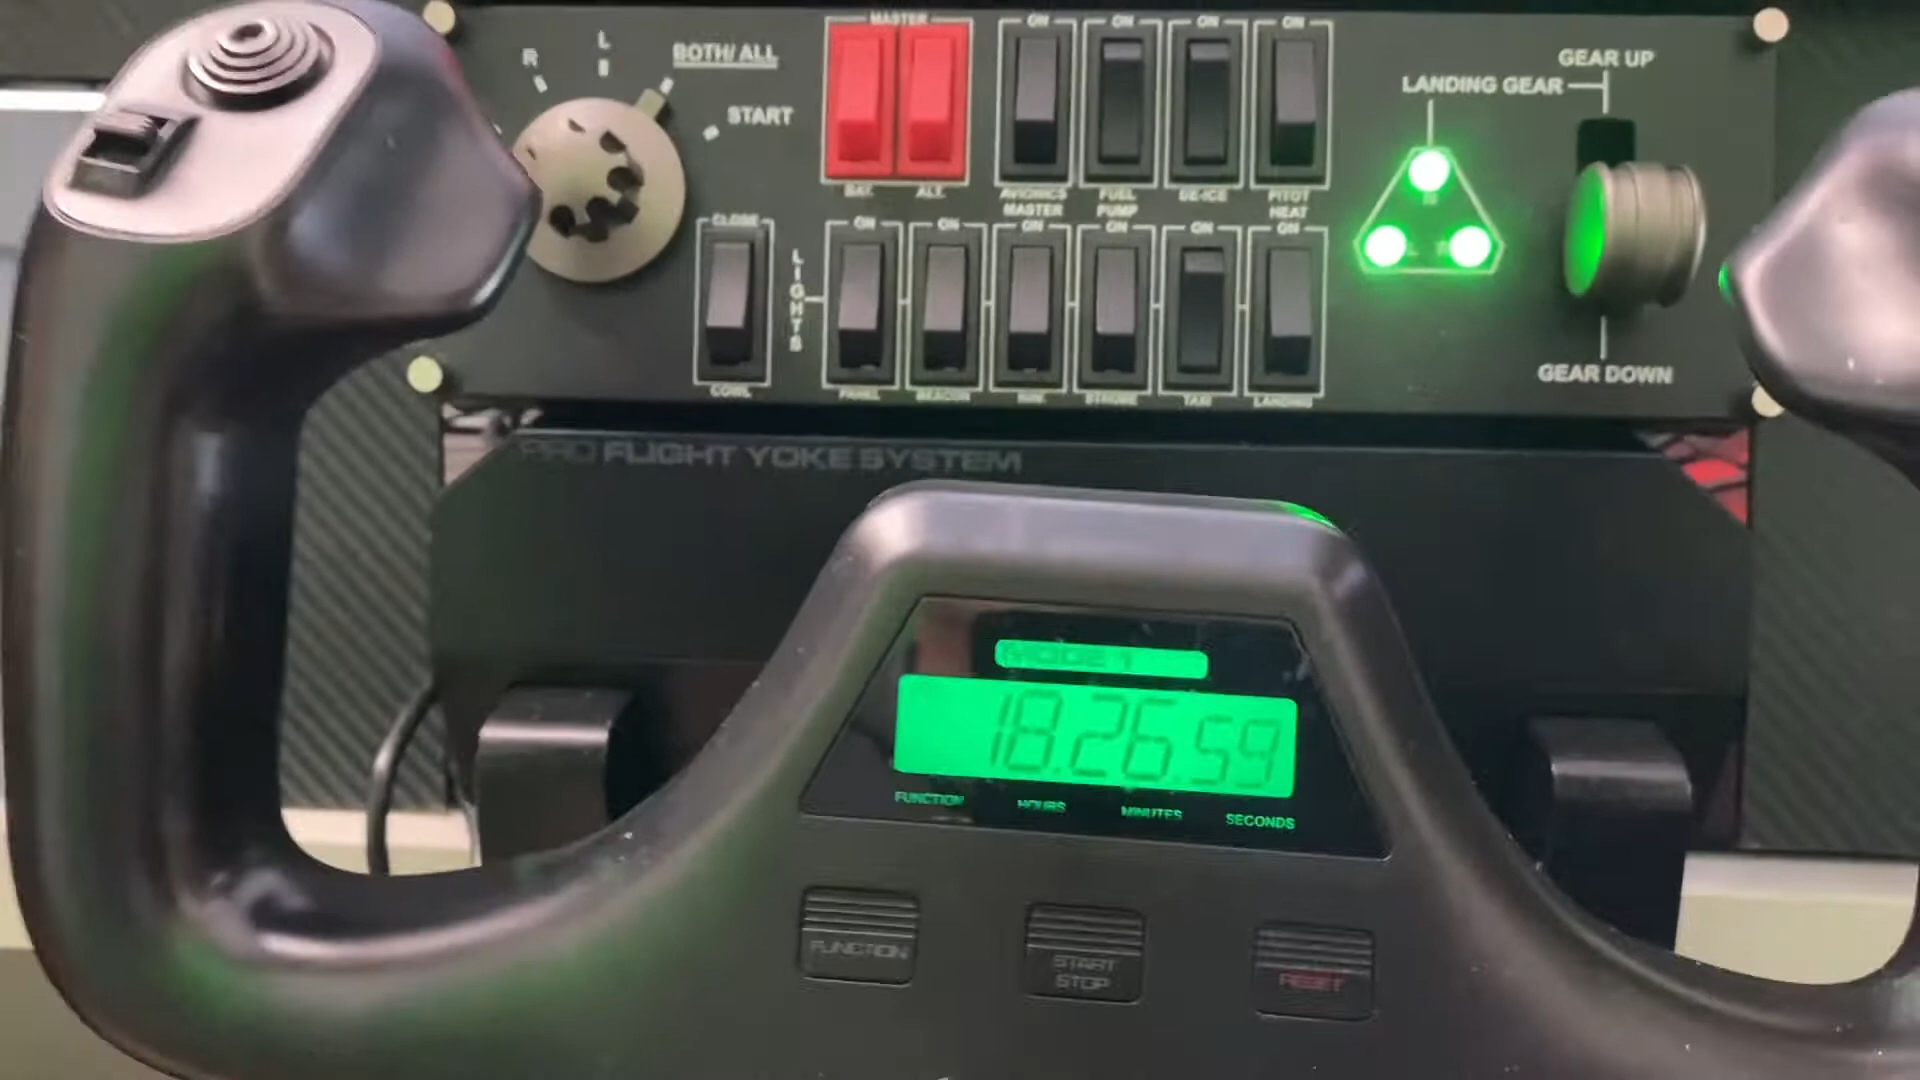 MASTER
ON ON ON ON
R L BOTH/ALL
START
BAT. ALT.
AVIONICS MASTER
FUEL PUMP
DE-ICE
PITOT HEAT
GEAR UP
LANDING GEAR
GEAR DOWN
CLOSE
COWL
LIGHTS
ON ON ON ON ON ON
PANEL BEACON NAV STROBE TAXI LANDING
PRO FLIGHT YOKE SYSTEM
MODE 1
18.26.59
FUNCTION HOURS MINUTES SECONDS
FUNCTION
START
STOP
RESET